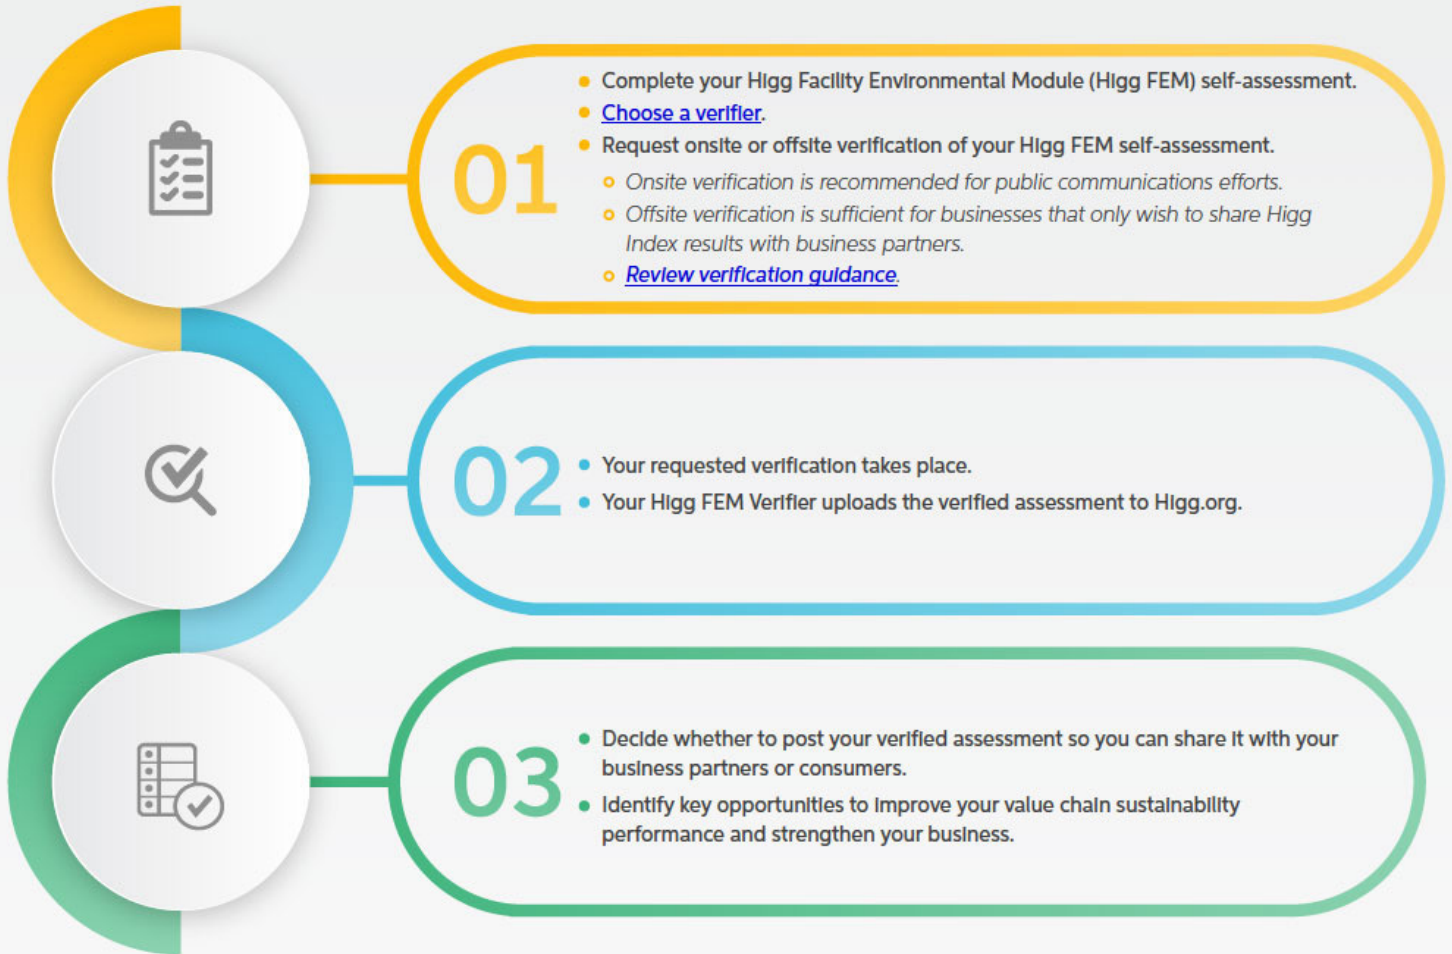 01
Complete your Higg Facility Environmental Module (Higg FEM) self-assessment.
Choose a verifier.
Request onsite or offsite verification of your Higg FEM self-assessment.
Onsite verification is recommended for public communications efforts.
Offsite verification is sufficient for businesses that only wish to share Higg
Index results with business partners.
Review verification guidance.
02
Your requested verification takes place.
Your Higg FEM Verifier uploads the verified assessment to Higg.org.
03
Decide whether to post your verified assessment so you can share it with your
business partners or consumers.
Identify key opportunities to improve your value chain sustainability
performance and strengthen your business.